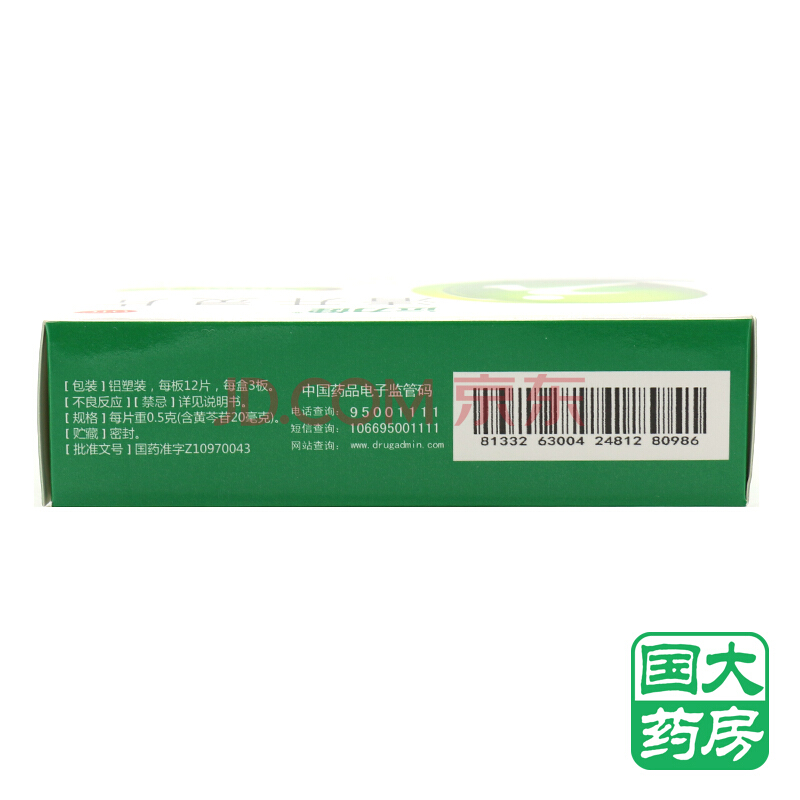 [包装]铝塑装，每板12片，每盒3板。
[不良反应][禁忌]详见说明书。
[规格]每片重0.5克(含黄芩苷20毫克)。
[贮藏]密封。
[批准文号]国药准字Z10970043
中国药品电子监管码
电话查询: 95001111
短信查询: 106695001111
网站查询: www.drugadmin.com
81332 63004 24812 80986
JD.COM 京东
国大
药房